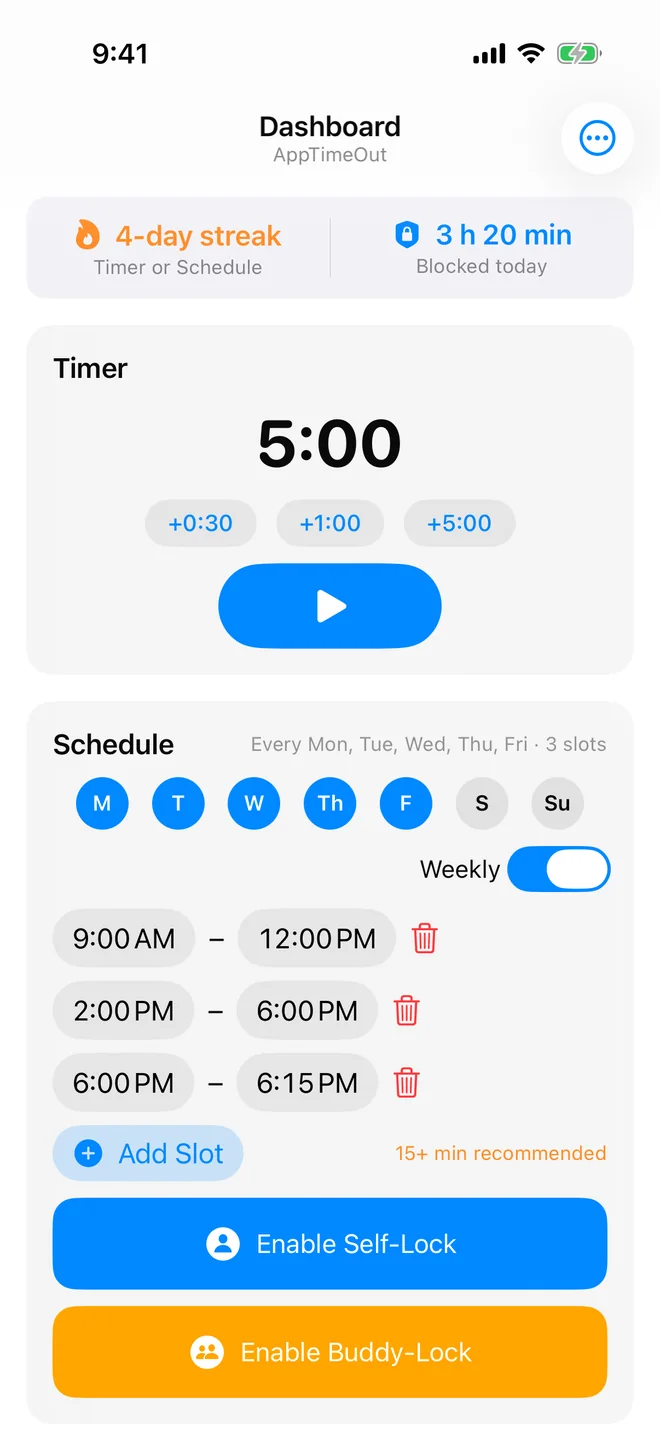 9:41
Dashboard
AppTimeOut
4-day streak
Timer or Schedule
3 h 20 min
Blocked today
Timer
5:00
+0:30 +1:00 +5:00
Schedule Every Mon, Tue, Wed, Thu, Fri · 3 slots
M T W Th F S Su
Weekly
9:00 AM – 12:00 PM
2:00 PM – 6:00 PM
6:00 PM – 6:15 PM
Add Slot 15+ min recommended
Enable Self-Lock
Enable Buddy-Lock